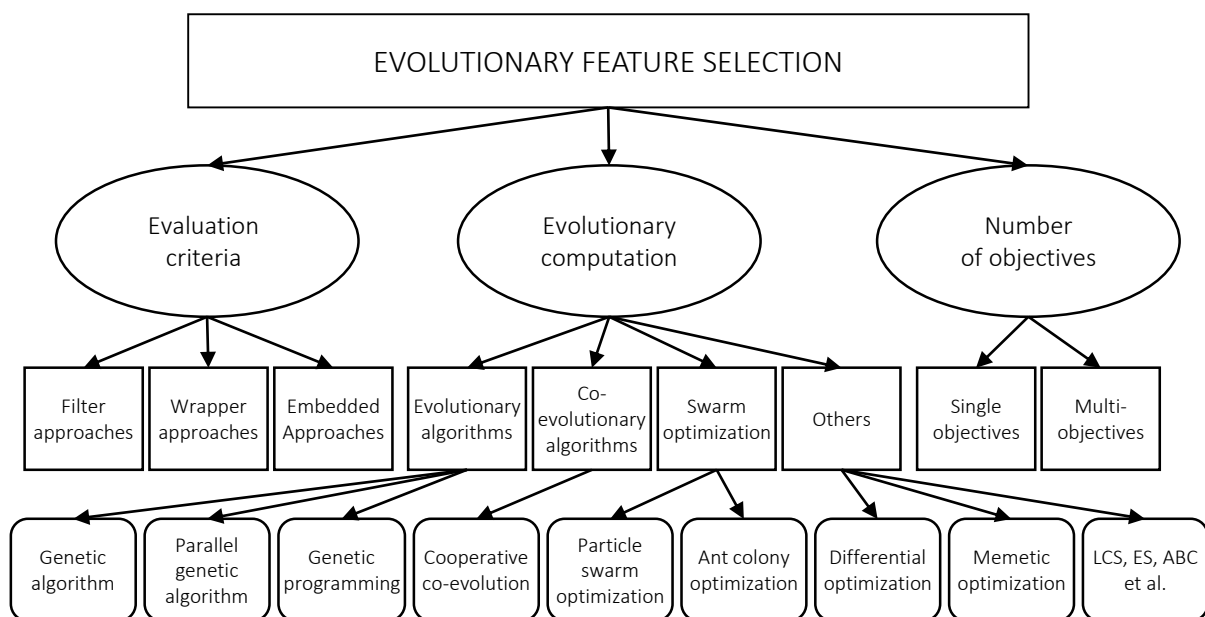 EVOLUTIONARY FEATURE SELECTION
Evaluation
criteria
Evolutionary
computation
Number
of objectives
Filter
approaches
Wrapper
approaches
Embedded
Approaches
Evolutionary
algorithms
Co-
evolutionary
algorithms
Swarm
optimization
Others
Single
objectives
Multi-
objectives
Genetic
algorithm
Parallel
genetic
algorithm
Genetic
programming
Cooperative
co-evolution
Particle
swarm
optimization
Ant colony
optimization
Differential
optimization
Memetic
optimization
LCS, ES, ABC
et al.